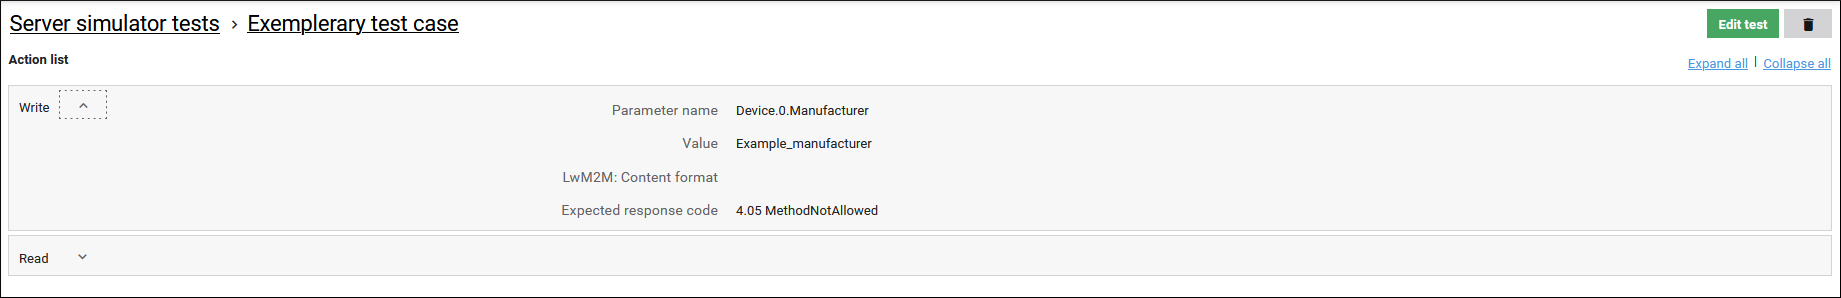 Server simulator tests › Exemplerary test case
Edit test
Action list
Expand all | Collapse all
Write
Parameter name Device.0.Manufacturer
Value Example_manufacturer
LwM2M: Content format
Expected response code 4.05 MethodNotAllowed
Read